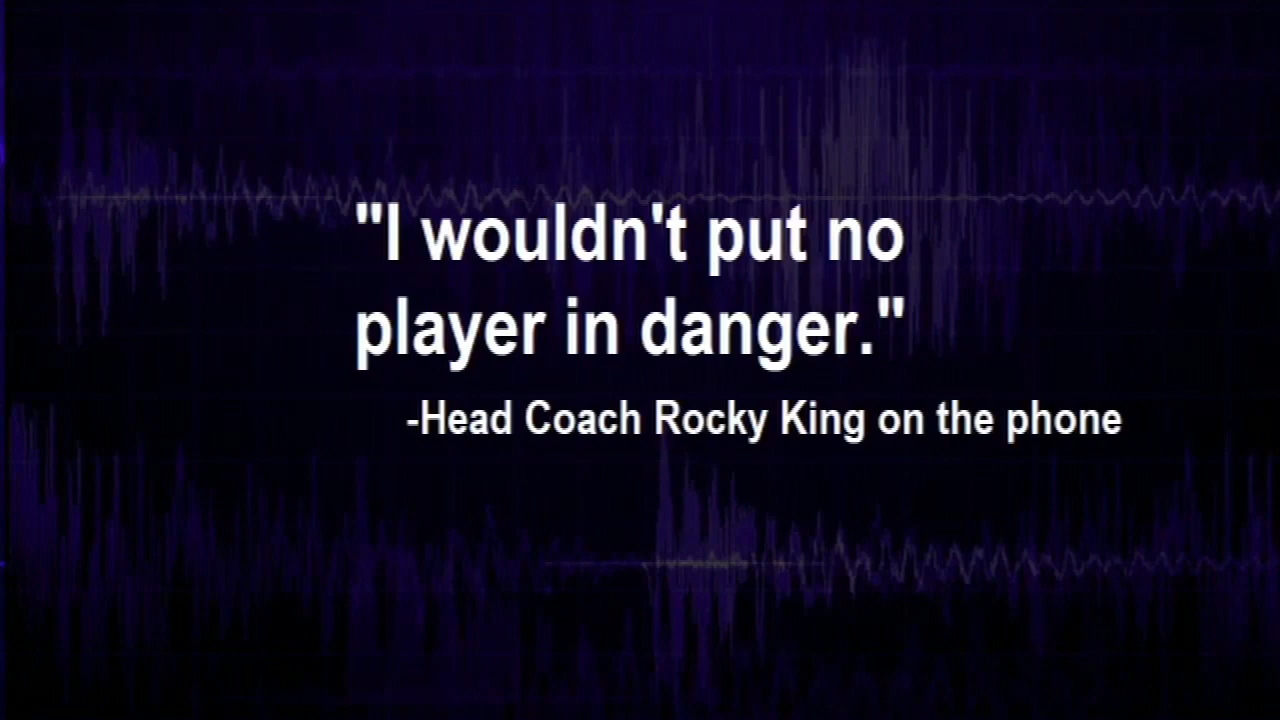 "I wouldn't put no
player in danger."
-Head Coach Rocky King on the phone